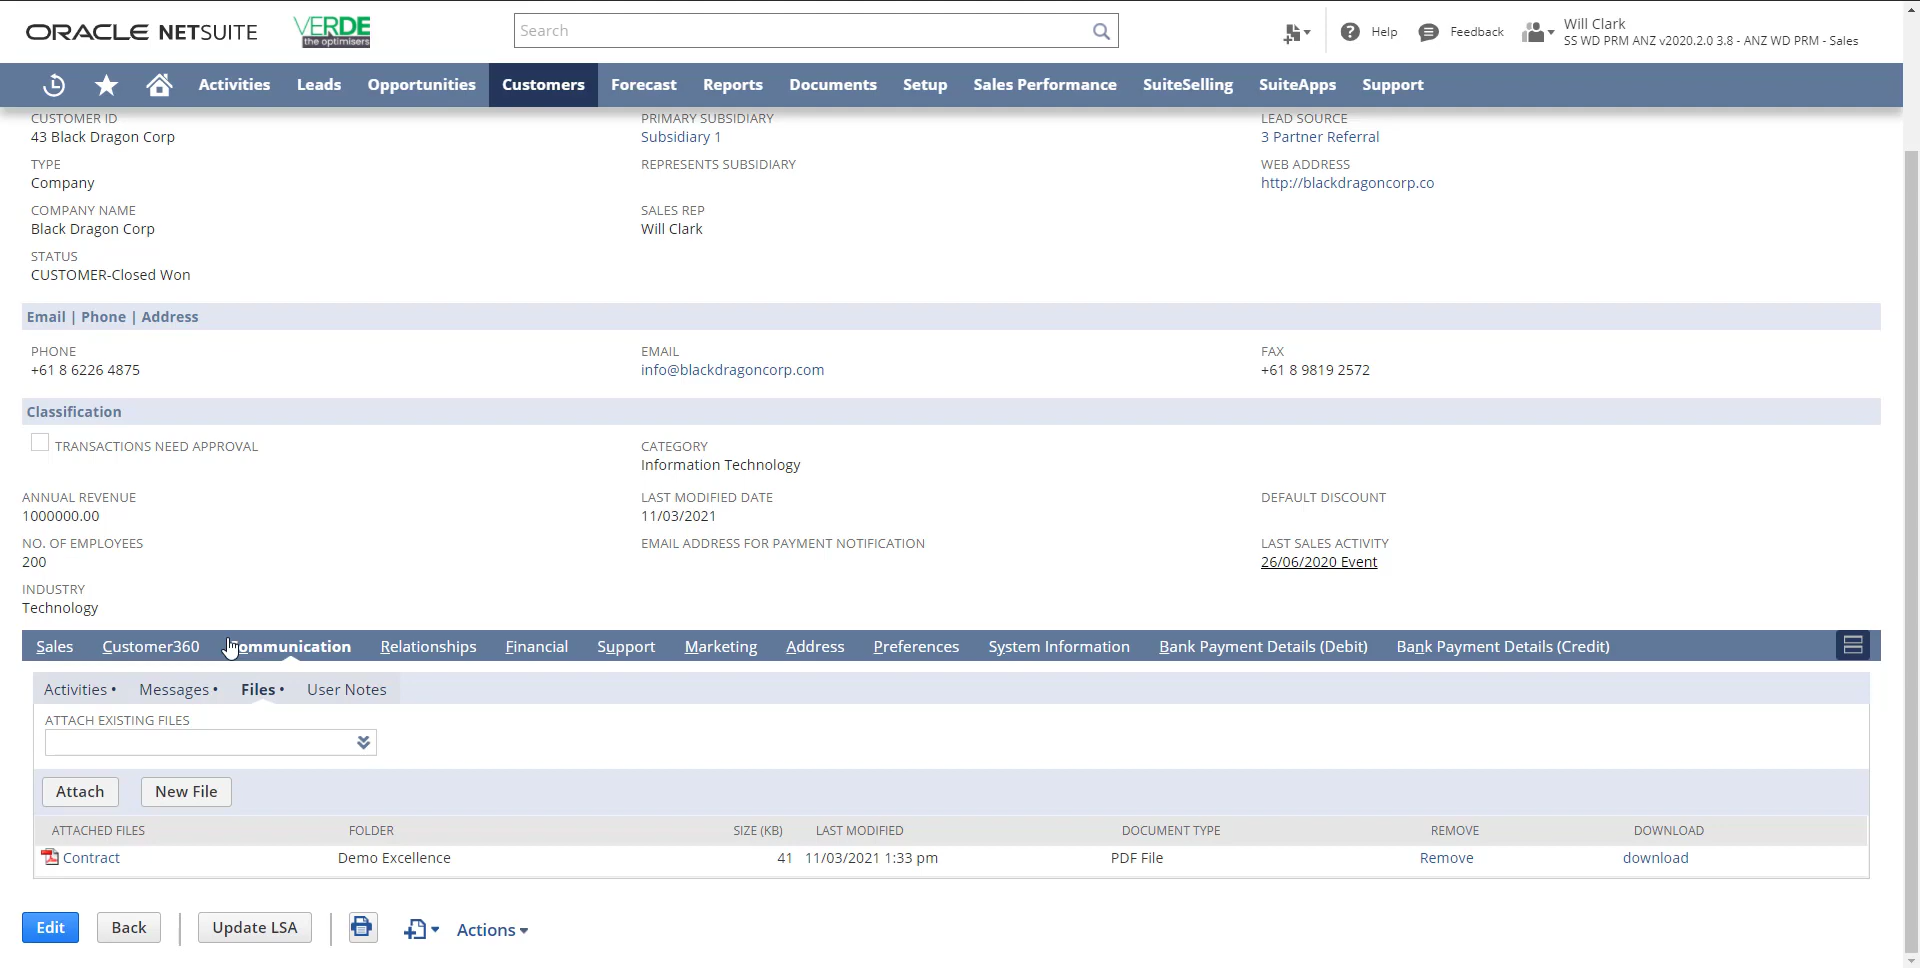 ORACLE NETSUITE
VERDE
the optimisers
Search
Help
Feedback
Will Clark
SS WD PRM ANZ v2020.2.0 3.8 - ANZ WD PRM - Sales
Activities Leads Opportunities Customers Forecast Reports Documents Setup Sales Performance SuiteSelling SuiteApps Support
CUSTOMER ID
43 Black Dragon Corp
PRIMARY SUBSIDIARY
Subsidiary 1
LEAD SOURCE
3 Partner Referral
TYPE
Company
REPRESENTS SUBSIDIARY
WEB ADDRESS
http://blackdragoncorp.co
COMPANY NAME
Black Dragon Corp
SALES REP
Will Clark
STATUS
CUSTOMER-Closed Won
Email | Phone | Address
PHONE
+61 8 6226 4875
EMAIL
info@blackdragoncorp.com
FAX
+61 8 9819 2572
Classification
TRANSACTIONS NEED APPROVAL
CATEGORY
Information Technology
ANNUAL REVENUE
1000000.00
LAST MODIFIED DATE
11/03/2021
DEFAULT DISCOUNT
NO. OF EMPLOYEES
200
EMAIL ADDRESS FOR PAYMENT NOTIFICATION
LAST SALES ACTIVITY
26/06/2020 Event
INDUSTRY
Technology
Sales Customer360 Communication Relationships Financial Support Marketing Address Preferences System Information Bank Payment Details (Debit) Bank Payment Details (Credit)
Activities • Messages • Files • User Notes
ATTACH EXISTING FILES
Attach New File
ATTACHED FILES FOLDER SIZE (KB) LAST MODIFIED DOCUMENT TYPE REMOVE DOWNLOAD
Contract Demo Excellence 41 11/03/2021 1:33 pm PDF File Remove download
Edit Back Update LSA Actions